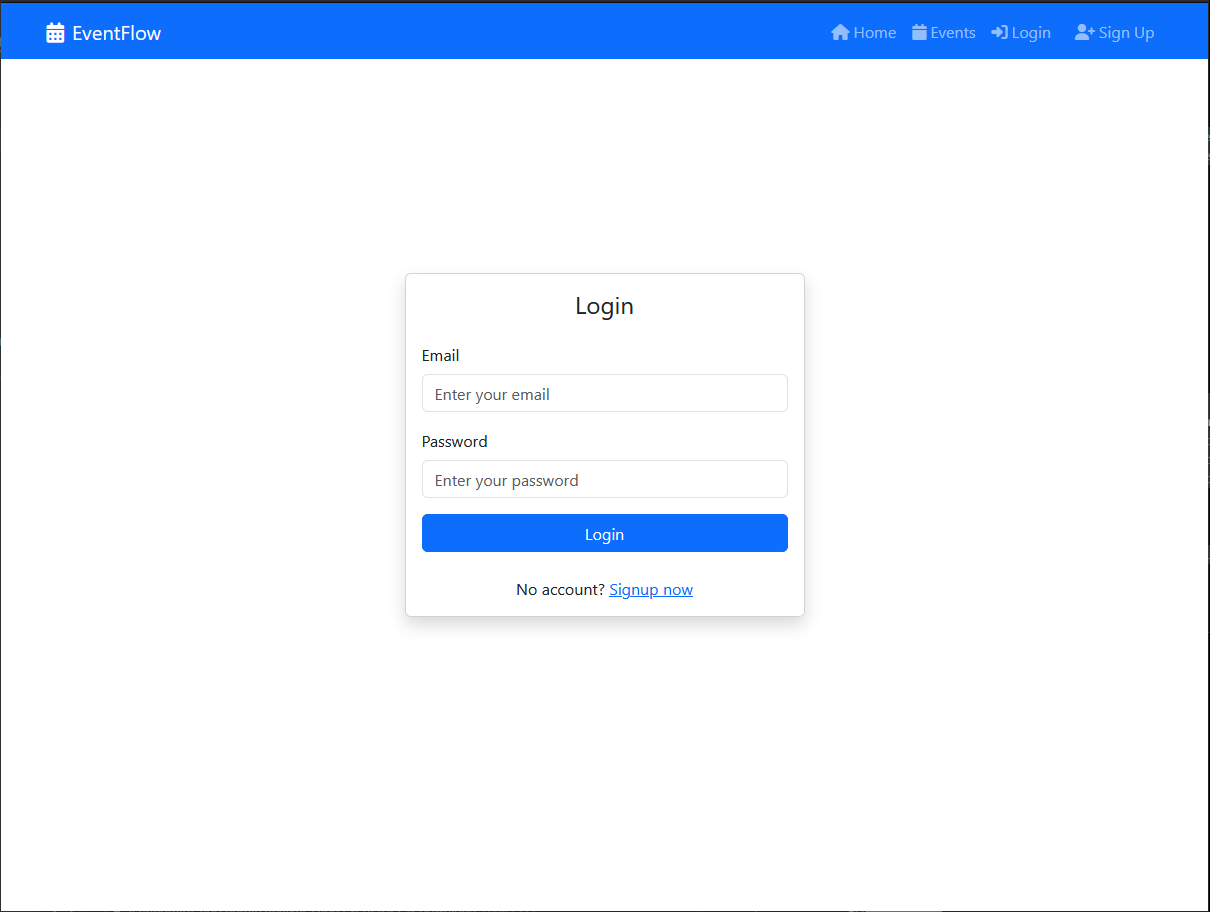 EventFlow Home Events Login Sign Up
Login
Email
Enter your email
Password
Enter your password
Login
No account? Signup now